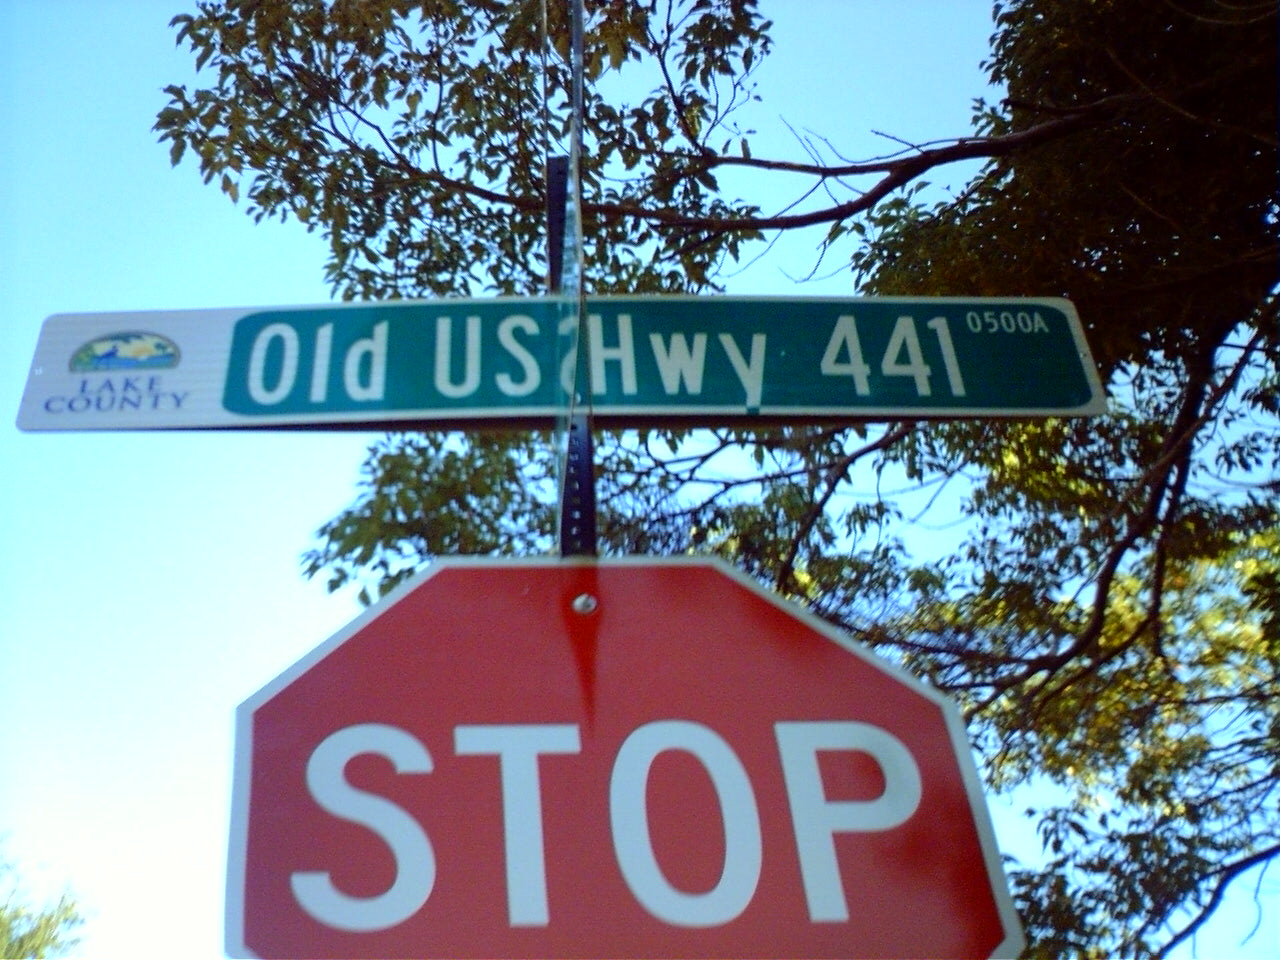 LAKE
COUNTY
Old US Hwy 441 0500A
STOP